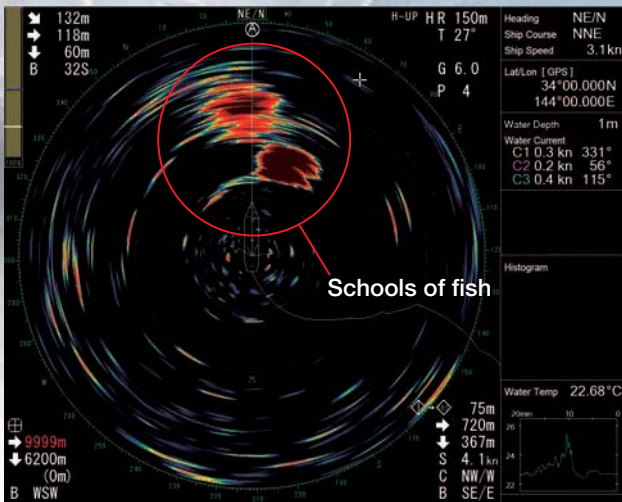 132m
118m
60m
B 32S
NE/N
A
H-UP HR 150m
T 27°
G 6.0
P 4
Heading NE/N
Ship Course NNE
Ship Speed 3.1kn
Lat/Lon [GPS]
34°00.000N
144°00.000E
Water Depth 1m
Water Current
C1 0.3 kn 331°
C2 0.2 kn 56°
C3 0.4 kn 115°
Schools of fish
Histogram
75
9999m
6200m
(0m)
B WSW
75m
720m
367m
S 4.1kn
C NW/W
B SE/E
Water Temp 22.68°C
20min 10 0
26
24
22